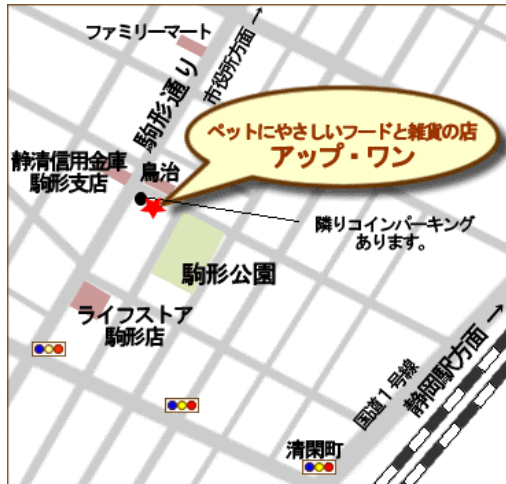 ファミリーマート
市役所方面→
駒形通り
ペットにやさしいフードと雑貨の店
アップ・ワン
静清信用金庫
駒形支店
鳥治
隣りコインパーキング
あります。
駒形公園
ライフストア
駒形店
国道1号線
静岡駅方面→
清閑町